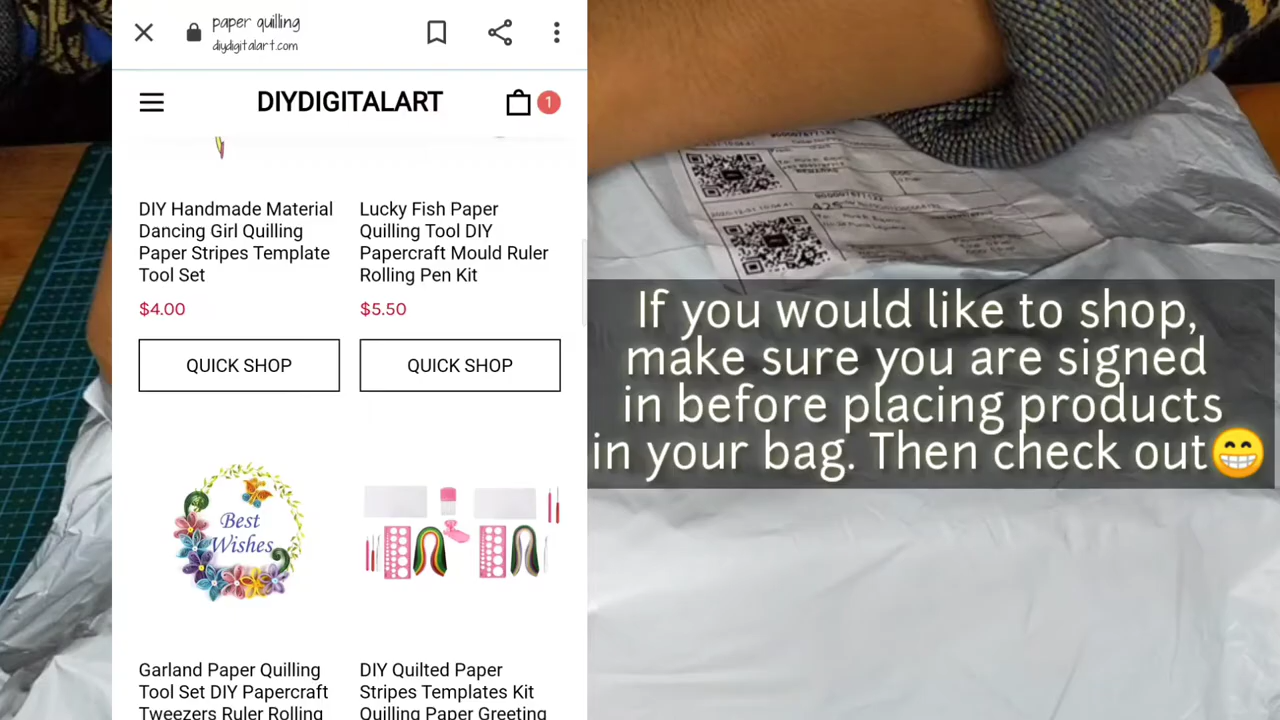 paper quilling
diydigitalart.com
DIYDIGITALART
1
DIY Handmade Material
Dancing Girl Quilling
Paper Stripes Template
Tool Set
$4.00
QUICK SHOP
Lucky Fish Paper
Quilling Tool DIY
Papercraft Mould Ruler
Rolling Pen Kit
$5.50
QUICK SHOP
Best
Wishes
Garland Paper Quilling
Tool Set DIY Papercraft
Tweezers Ruler Rolling
DIY Quilted Paper
Stripes Templates Kit
Quilling Paper Greeting
If you would like to shop,
make sure you are signed
in before placing products
in your bag. Then check out😁